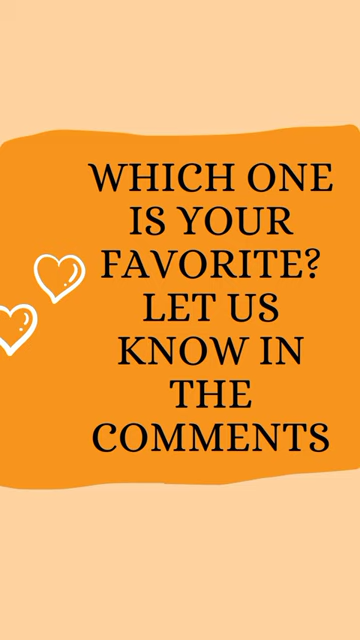 WHICH ONE
IS YOUR
FAVORITE?
LET US
KNOW IN
THE
COMMENTS